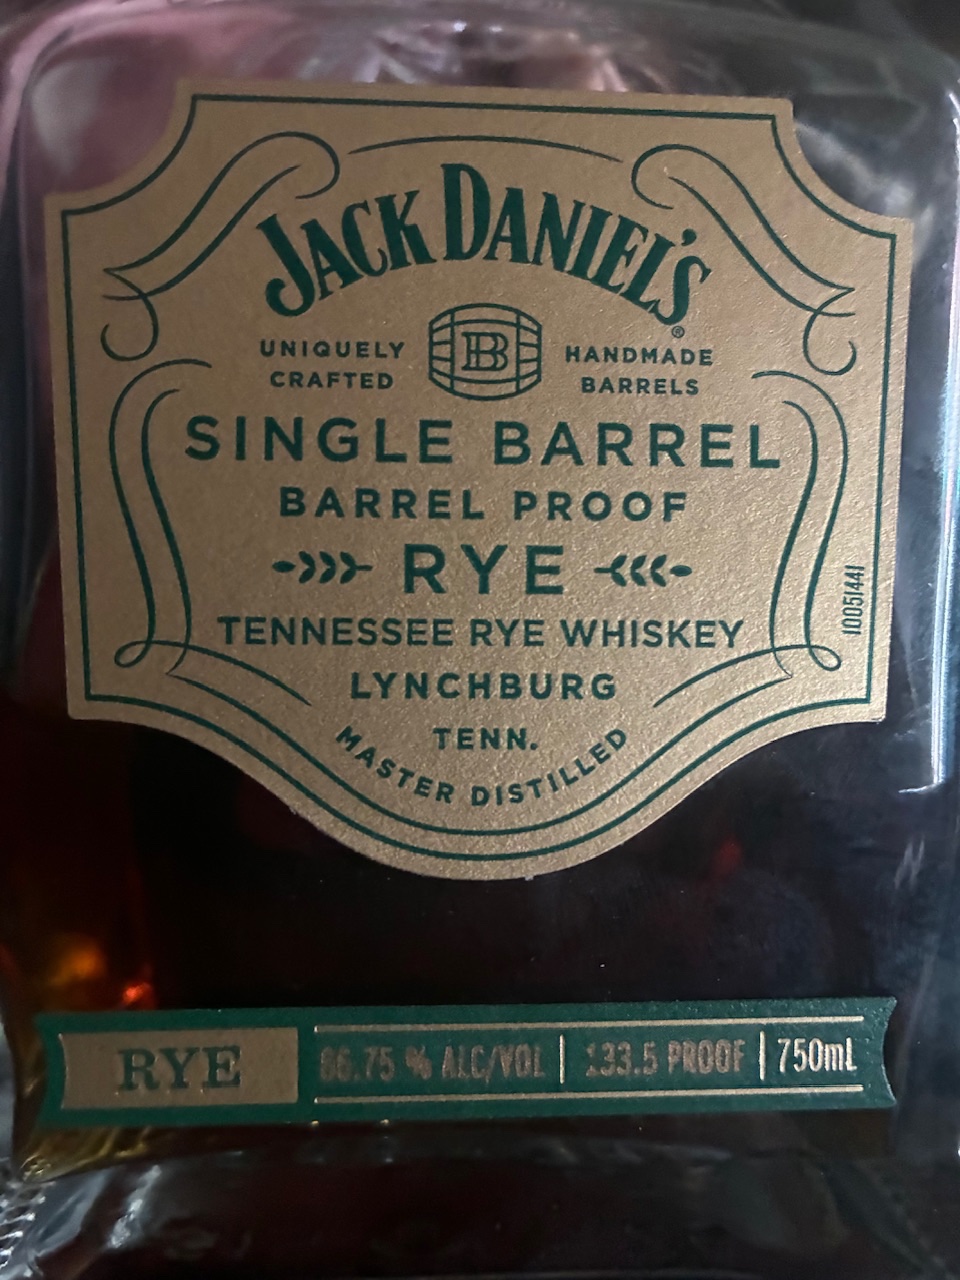 JACK DANIEL'S®
UNIQUELY CRAFTED
B
HANDMADE BARRELS
SINGLE BARREL
BARREL PROOF
RYE
TENNESSEE RYE WHISKEY
LYNCHBURG
TENN.
MASTER DISTILLED
10051441
RYE
66.75 % ALC/VOL | 133.5 PROOF | 750mL